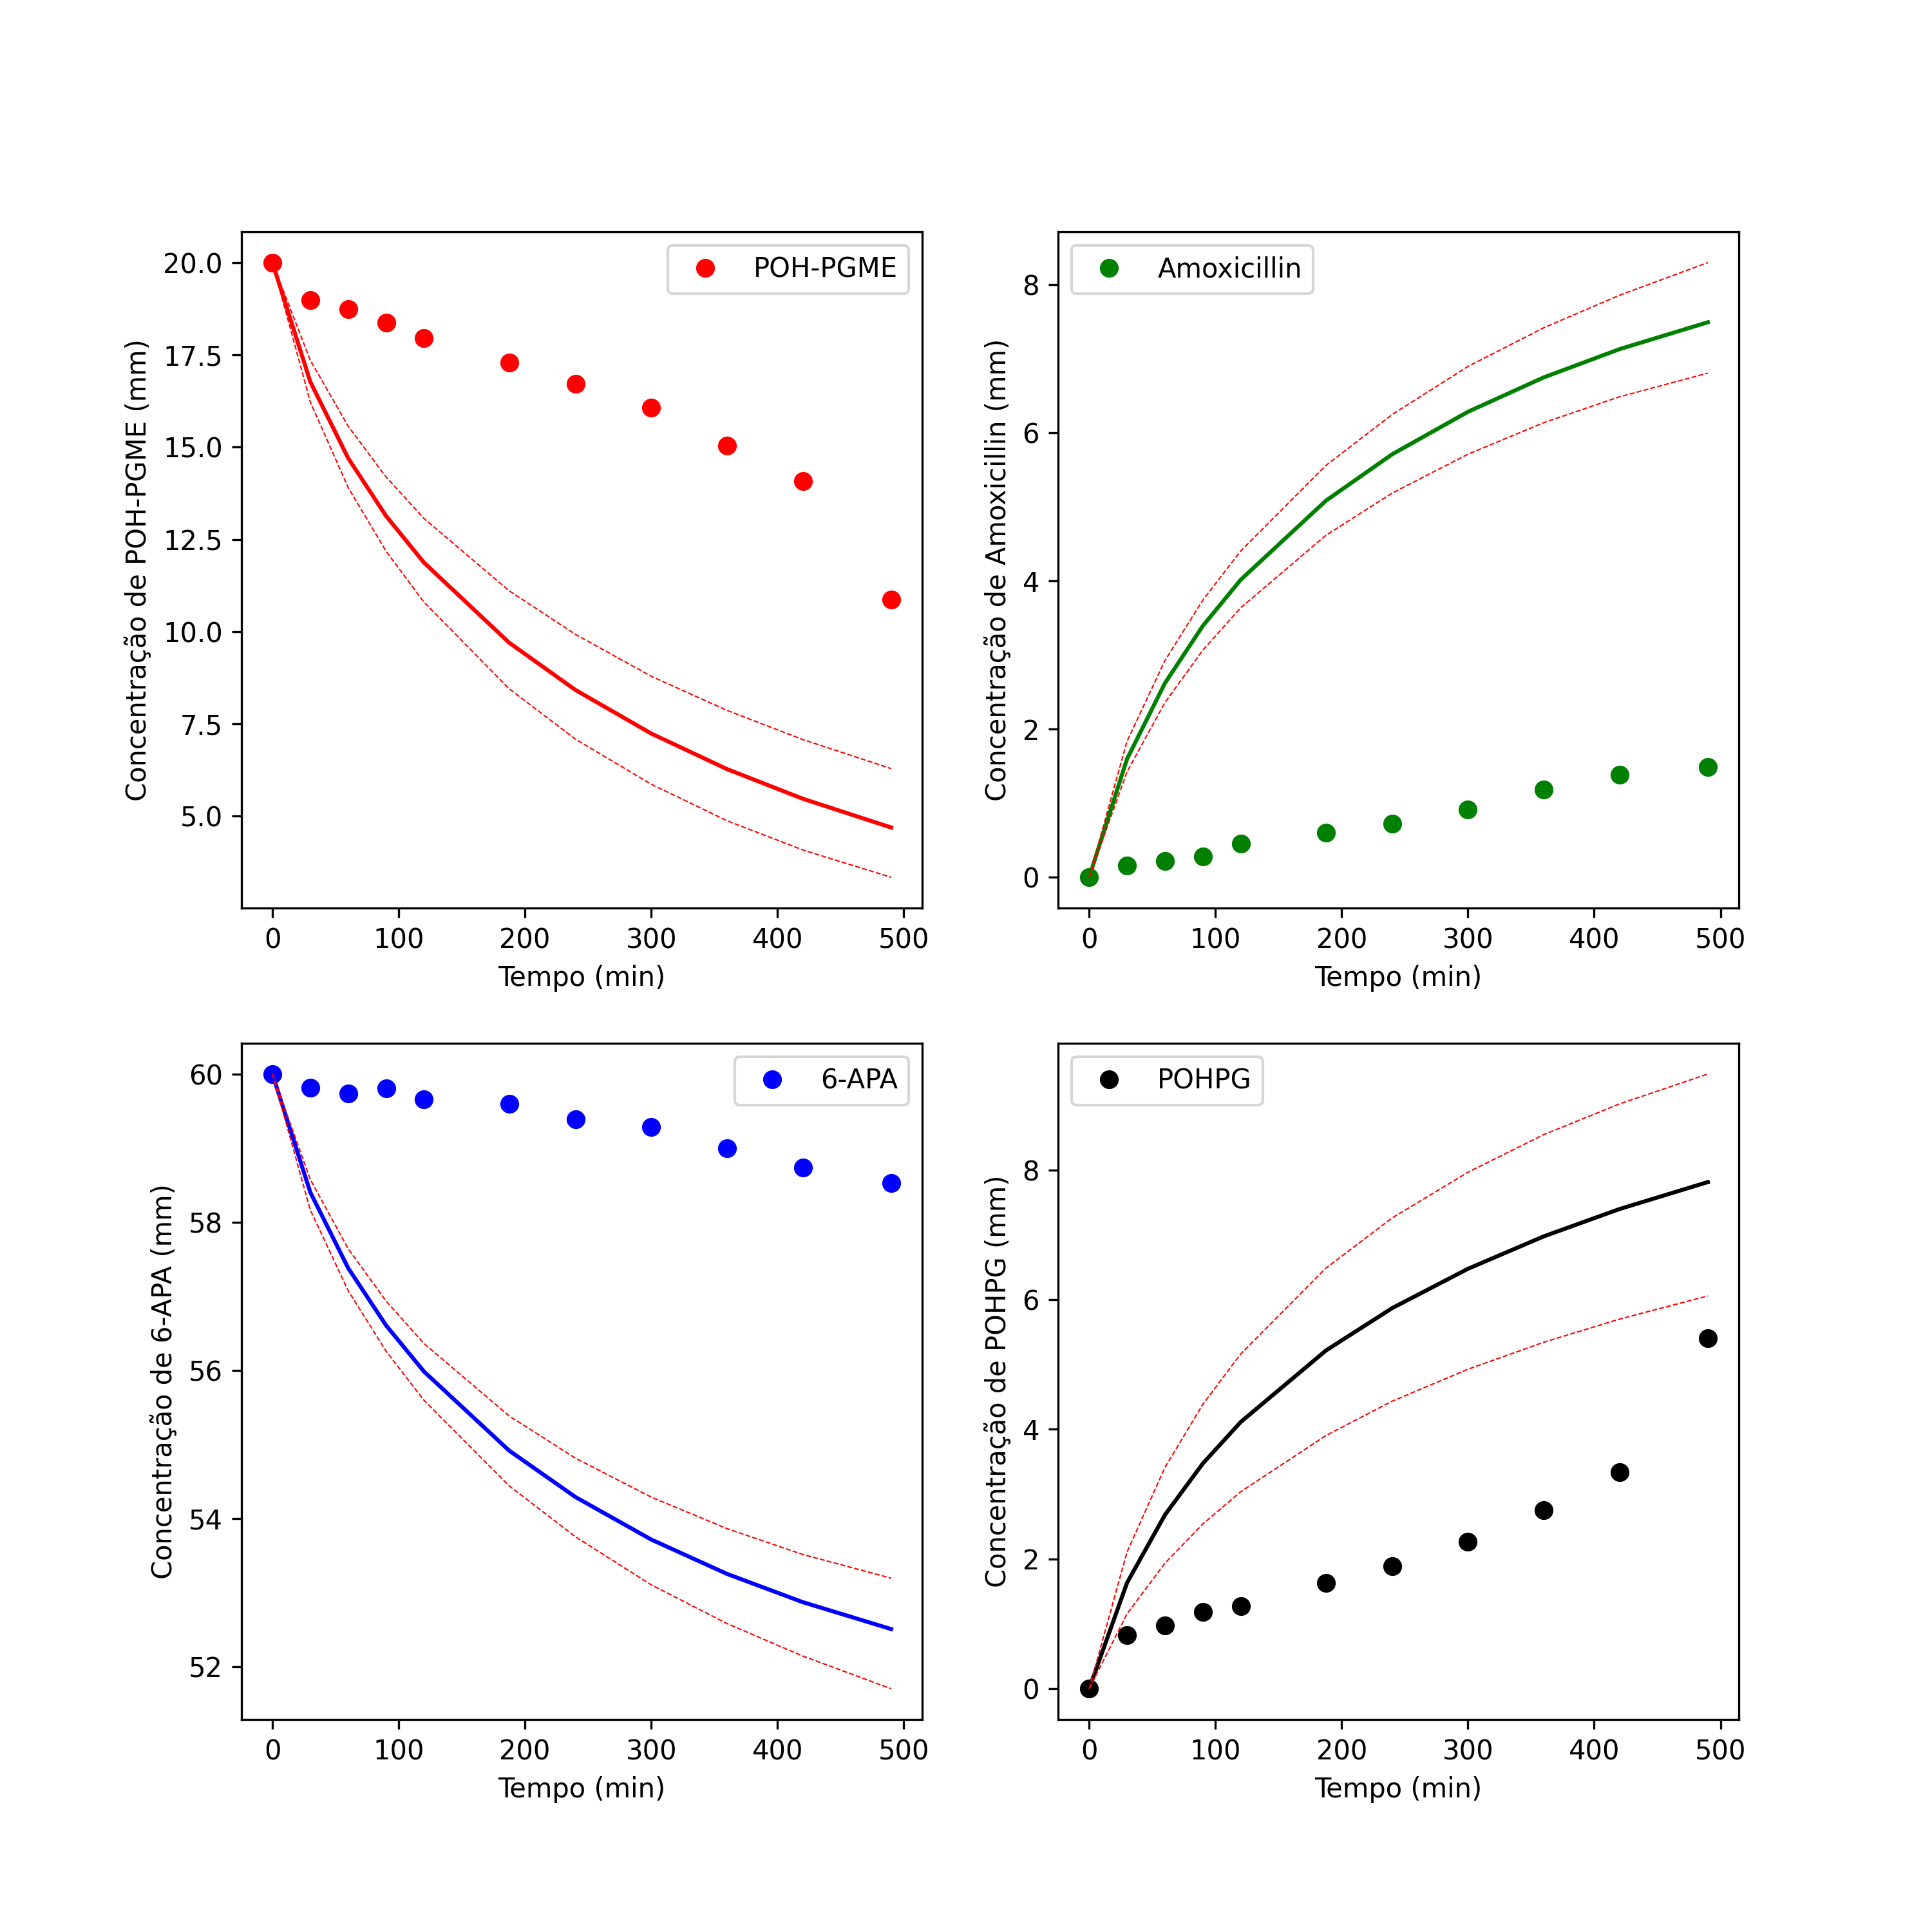 POH-PGME
Concentração de POH-PGME (mm)
20.0
17.5
15.0
12.5
10.0
7.5
5.0
0 100 200 300 400 500
Tempo (min)
Amoxicillin
Concentração de Amoxicillin (mm)
8
6
4
2
0
0 100 200 300 400 500
Tempo (min)
6-APA
Concentração de 6-APA (mm)
60
58
56
54
52
0 100 200 300 400 500
Tempo (min)
POHPG
Concentração de POHPG (mm)
8
6
4
2
0
0 100 200 300 400 500
Tempo (min)